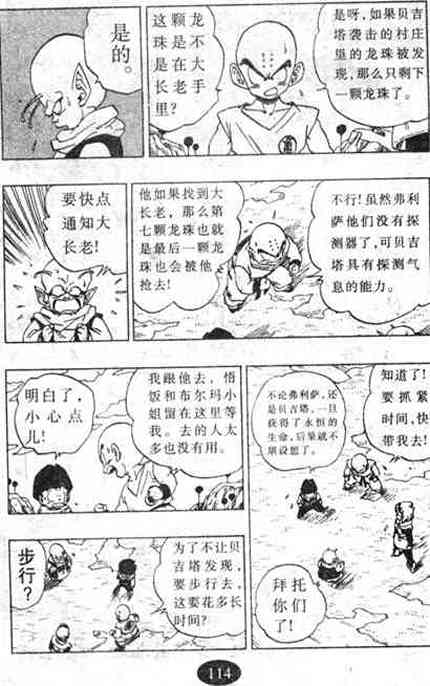 是呀，如果贝吉
塔袭击的村庄
里的龙珠被发
现，那么只剩下
一颗龙珠了。
这颗龙
珠是不
是在大
长老手
里？
是的。
不行！虽然弗利
萨他们没有探
测器了，可贝吉
塔具有探测气
息的能力。
他如果找到大
长老，那么第
七颗龙珠也就
是最后一颗龙
珠也会被他
抢去！
要快点
通知大
长老！
知道了！
要抓紧
时间，快
带我去！
不论弗利萨，还
是贝吉塔，一旦
获得了永恒的
生命，后果就不
堪设想了。
拜托
你们
了！
我跟他去，悟
饭和布尔玛小
姐留在这里等
我。去的人太
多也没有用。
明白了，
小心点
儿！
为了不让贝
吉塔发现，
要步行去，
这要花多长
时间？
步行？
114